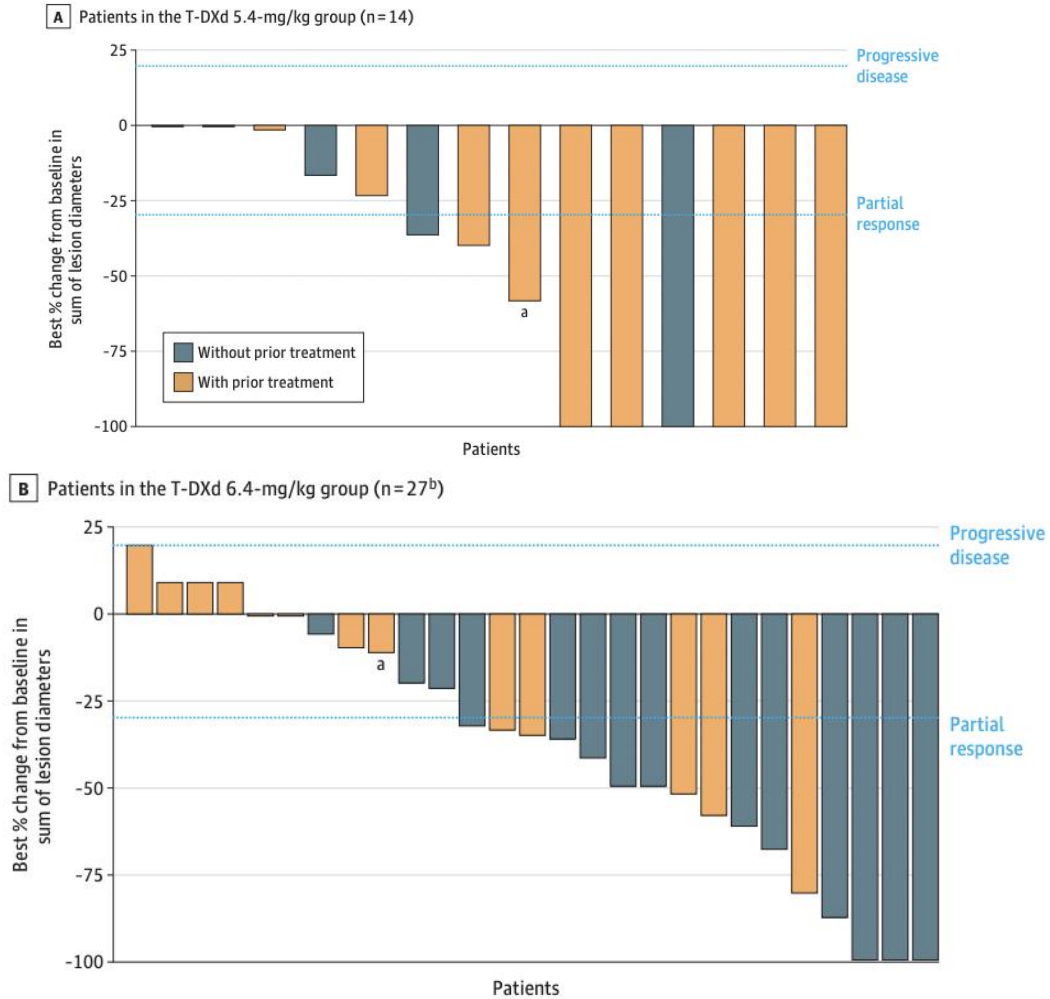 A Patients in the T-DXd 5.4-mg/kg group (n=14)
25
Progressive
disease
0
Best % change from baseline in
sum of lesion diameters
-25
Partial
response
-50
a
-75
Without prior treatment
With prior treatment
-100
Patients
B Patients in the T-DXd 6.4-mg/kg group (n=27b)
25
Progressive
disease
0
Best % change from baseline in
sum of lesion diameters
a
-25
Partial
response
-50
-75
-100
Patients